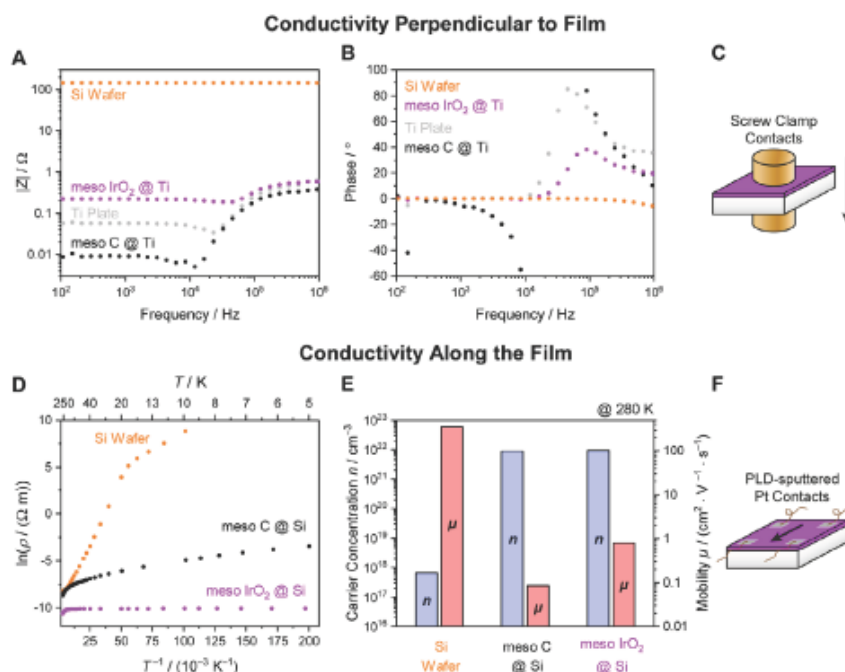 Conductivity Perpendicular to Film
A
|Z| / Ω
100
10
1
0.1
0.01
Si Wafer
meso IrO₂ @ Ti
Ti Plate
meso C @ Ti
10² 10³ 10⁴ 10⁵ 10⁶
Frequency / Hz
B
Phase / °
100
80
60
40
20
0
-20
-40
-60
Si Wafer
meso IrO₂ @ Ti
Ti Plate
meso C @ Ti
10² 10³ 10⁴ 10⁵ 10⁶
Frequency / Hz
C
Screw Clamp
Contacts
Conductivity Along the Film
D
T / K
250 40 20 13 10 8 7 6 5
ln(ρ / (Ω m))
10
5
0
-5
-10
Si Wafer
meso C @ Si
meso IrO₂ @ Si
25 50 75 100 125 150 175 200
T⁻¹ / (10⁻³ K⁻¹)
E
@ 280 K
Carrier Concentration n / cm⁻³
10²³
10²²
10²¹
10²⁰
10¹⁹
10¹⁸
10¹⁷
10¹⁶
n
μ
n
μ
n
μ
100
10
1
0.1
0.01
Mobility μ / (cm² · V⁻¹ · s⁻¹)
Si
Wafer
meso C
@ Si
meso IrO₂
@ Si
F
PLD-sputtered
Pt Contacts